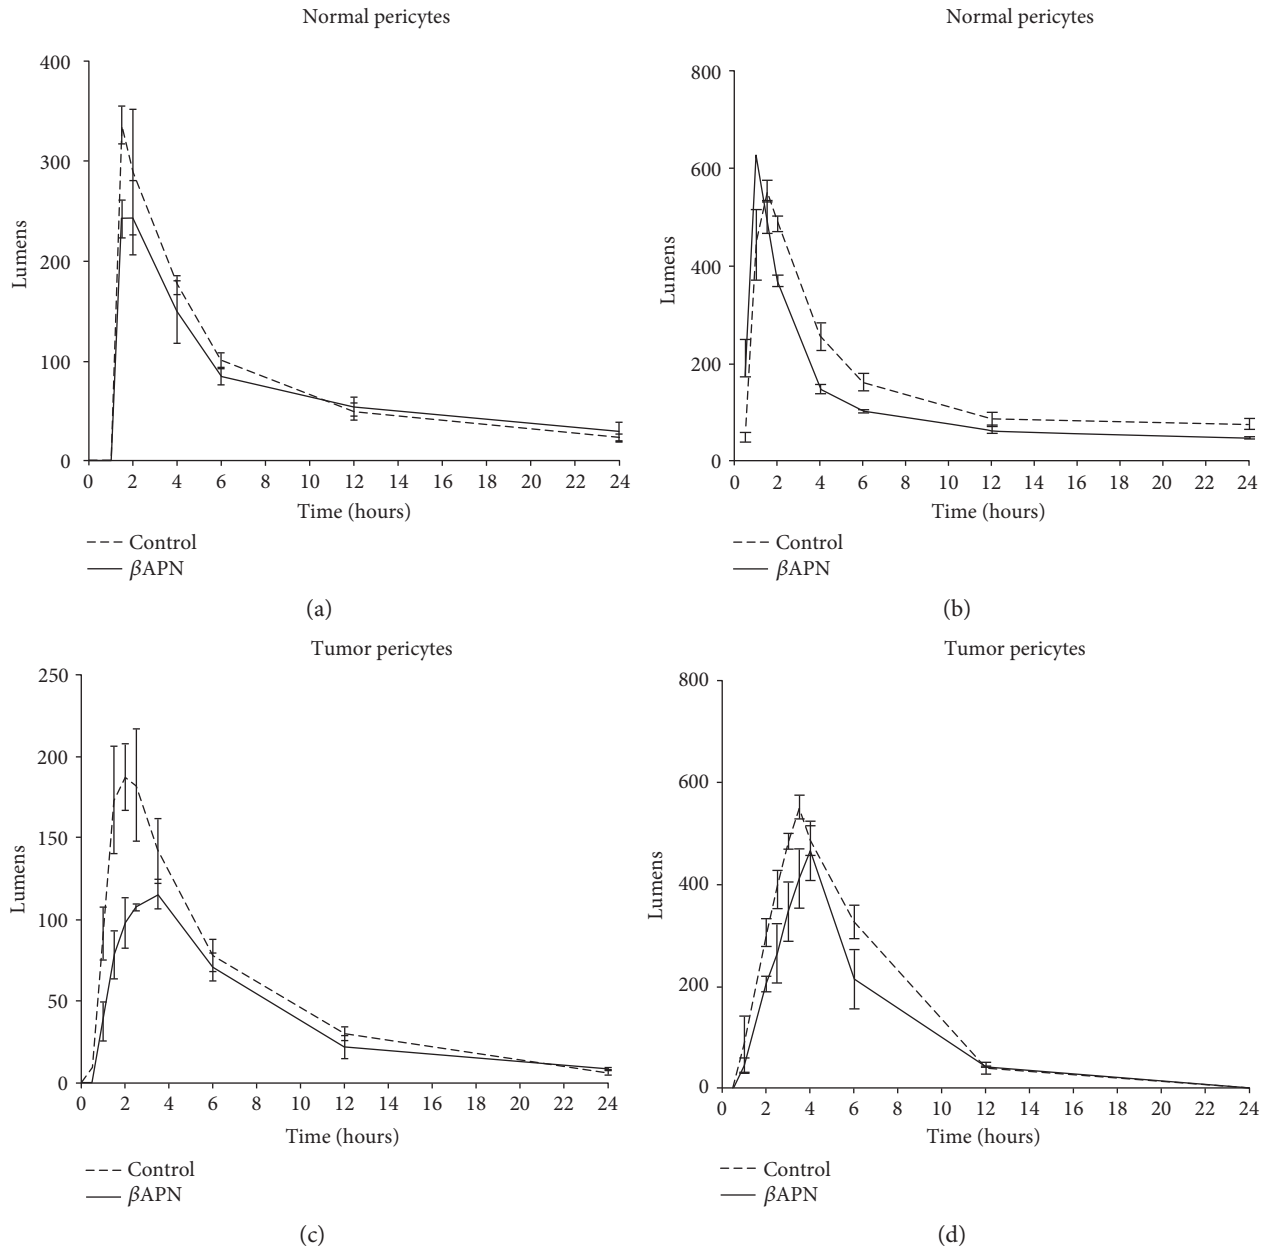 Normal pericytes
400
300
200
100
0
Lumens
0 2 4 6 8 10 12 14 16 18 20 22 24
Time (hours)
Control
βAPN
(a)
Normal pericytes
800
600
400
200
0
Lumens
0 2 4 6 8 10 12 14 16 18 20 22 24
Time (hours)
Control
βAPN
(b)
Tumor pericytes
250
200
150
100
50
0
Lumens
0 2 4 6 8 10 12 14 16 18 20 22 24
Time (hours)
Control
βAPN
(c)
Tumor pericytes
800
600
400
200
0
Lumens
0 2 4 6 8 10 12 14 16 18 20 22 24
Time (hours)
Control
βAPN
(d)